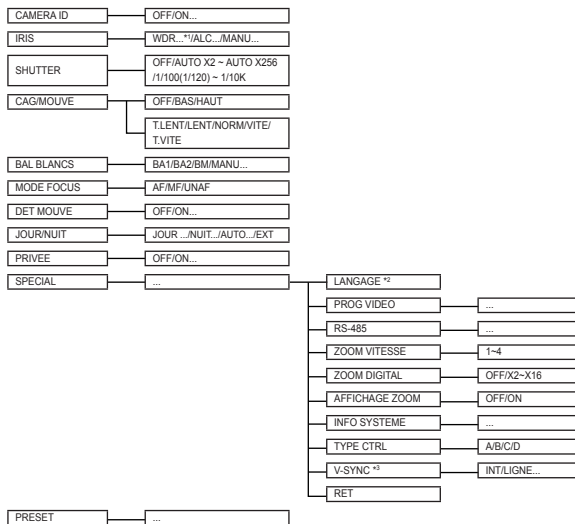 CAMERA ID
OFF/ON...
IRIS
WDR...*1/ALC.../MANU...
SHUTTER
OFF/AUTO X2 ~ AUTO X256
/1/100(1/120) ~ 1/10K
CAG/MOUVE
OFF/BAS/HAUT
T.LENT/LENT/NORM/VITE/
T.VITE
BAL BLANCS
BA1/BA2/BM/MANU...
MODE FOCUS
AF/MF/UNAF
DET MOUVE
OFF/ON...
JOUR/NUIT
JOUR .../NUIT.../AUTO.../EXT
PRIVEE
OFF/ON...
SPECIAL
...
LANGAGE *2
PROG VIDEO
...
RS-485
...
ZOOM VITESSE
1~4
ZOOM DIGITAL
OFF/X2~X16
AFFICHAGE ZOOM
OFF/ON
INFO SYSTEME
...
TYPE CTRL
A/B/C/D
V-SYNC *3
INT/LIGNE...
RET
PRESET
...